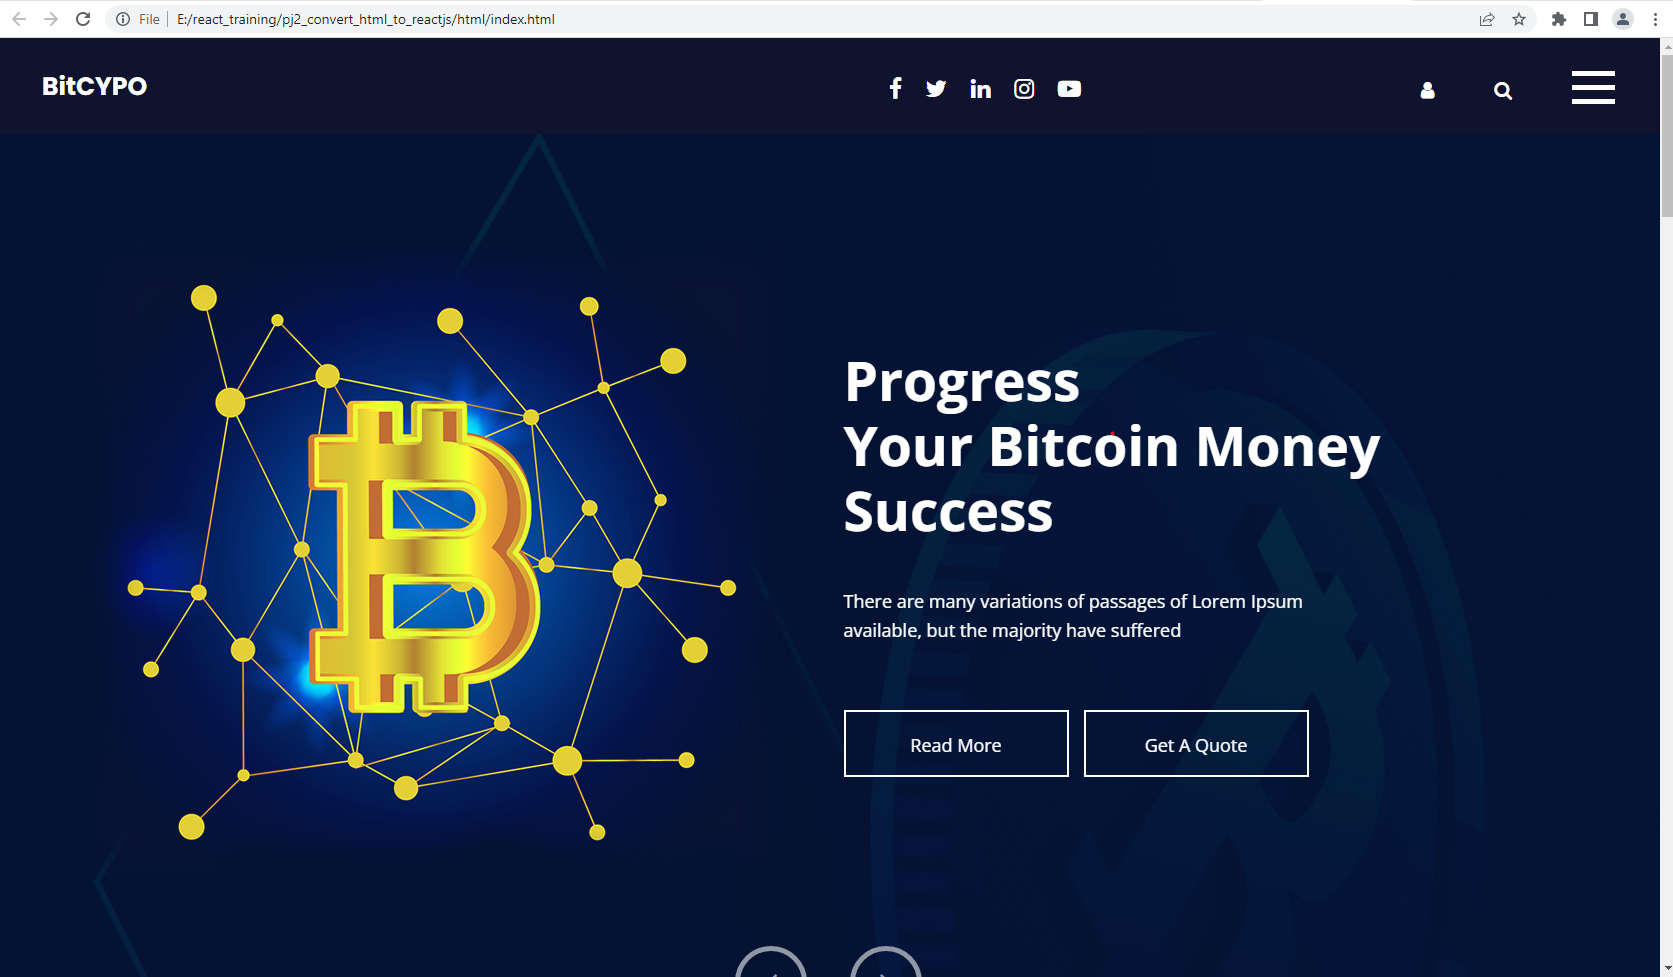 File
E:/react_training/pj2_convert_html_to_reactjs/html/index.html
BitCYPO
Progress
Your Bitcoin Money
Success
There are many variations of passages of Lorem Ipsum
available, but the majority have suffered
Read More
Get A Quote